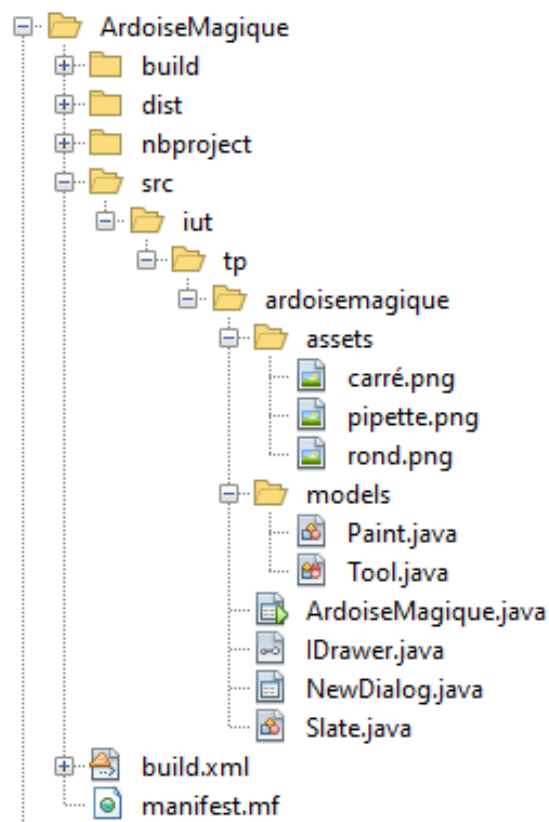 ArdoiseMagique
build
dist
nbproject
src
iut
tp
ardoisemagique
assets
carré.png
pipette.png
rond.png
models
Paint.java
Tool.java
ArdoiseMagique.java
IDrawer.java
NewDialog.java
Slate.java
build.xml
manifest.mf